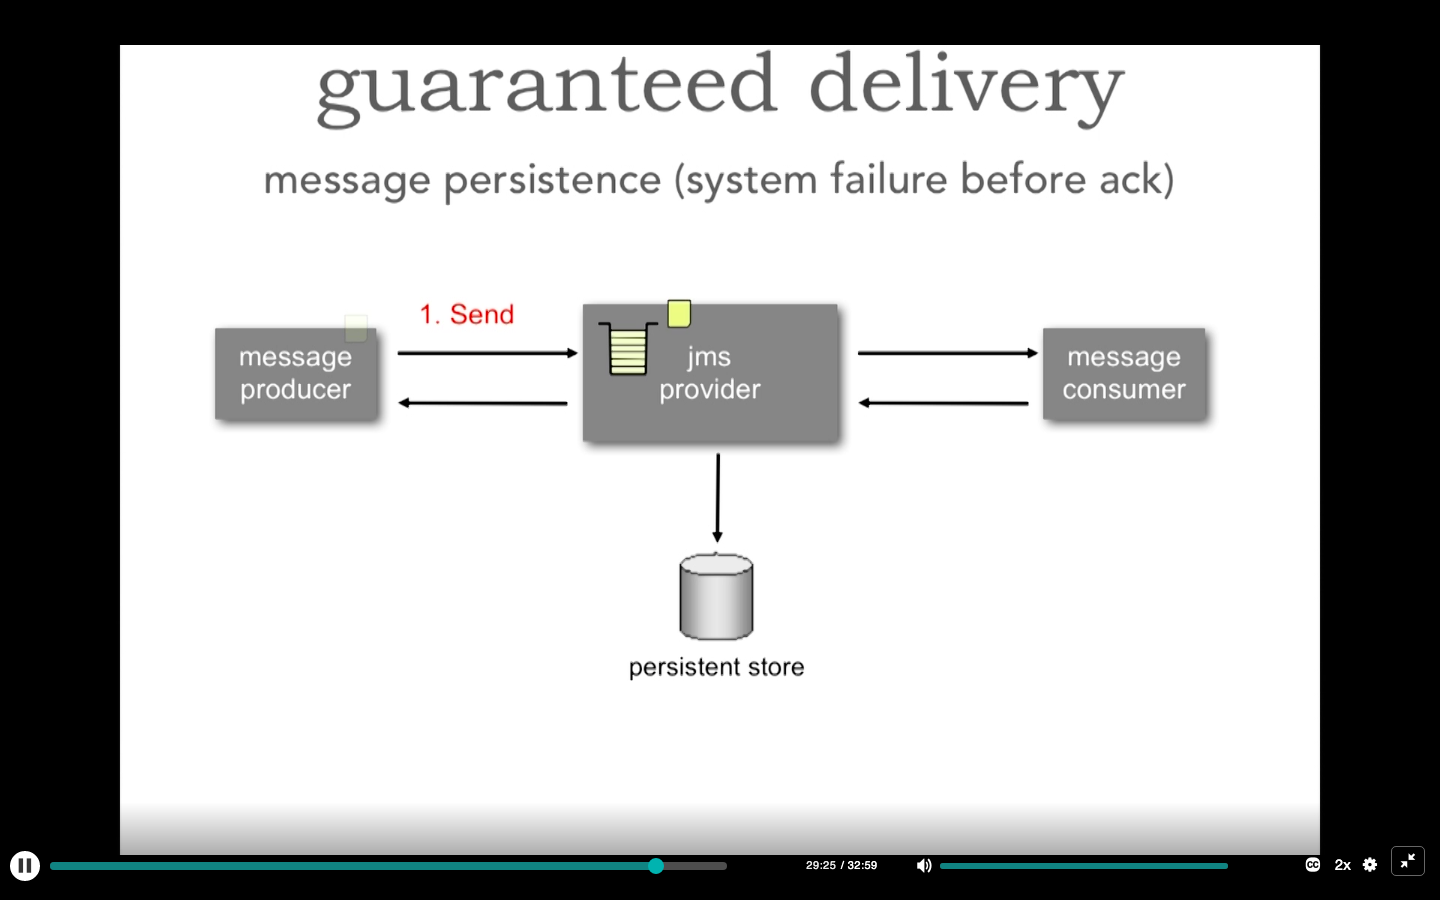 guaranteed delivery
message persistence (system failure before ack)
1. Send
message
producer
jms
provider
message
consumer
persistent store
29:25 / 32:59
CC
2x